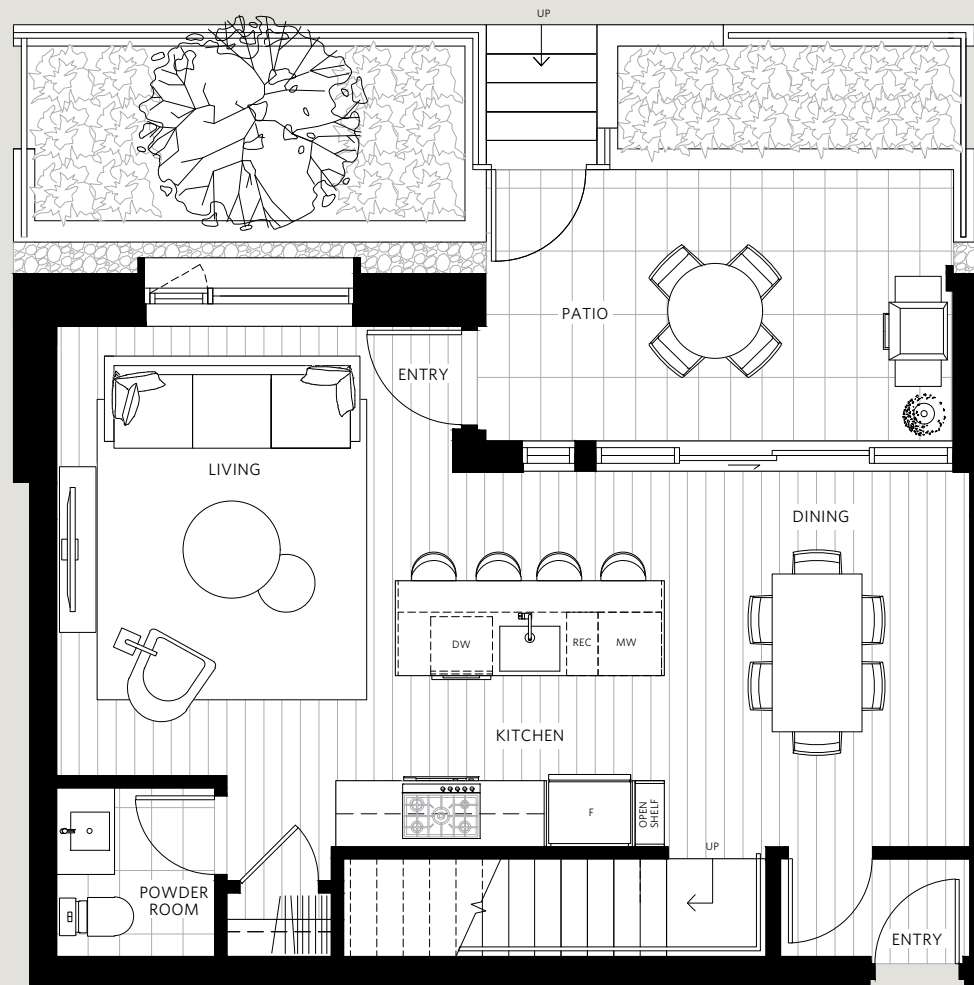 UP
PATIO
ENTRY
LIVING
DINING
DW
REC
MW
KITCHEN
F
OPEN
SHELF
UP
POWDER
ROOM
ENTRY